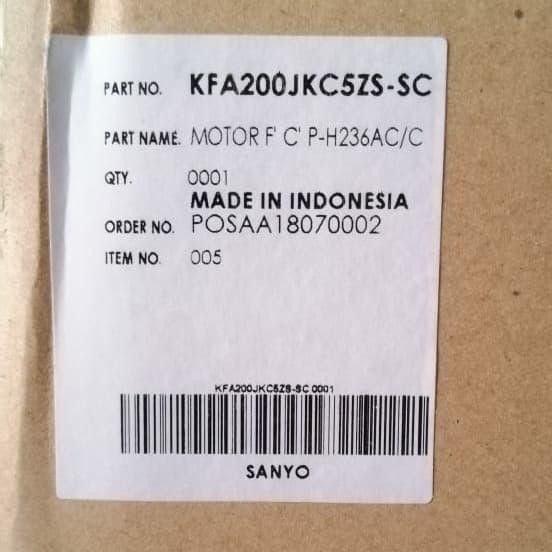 PART NO. KFA200JKC5ZS-SC
PART NAME. MOTOR F' C' P-H236AC/C
QTY. 0001
MADE IN INDONESIA
ORDER NO. POSAA18070002
ITEM NO. 005
KFA200JKC5ZS-SC 0001
SANYO